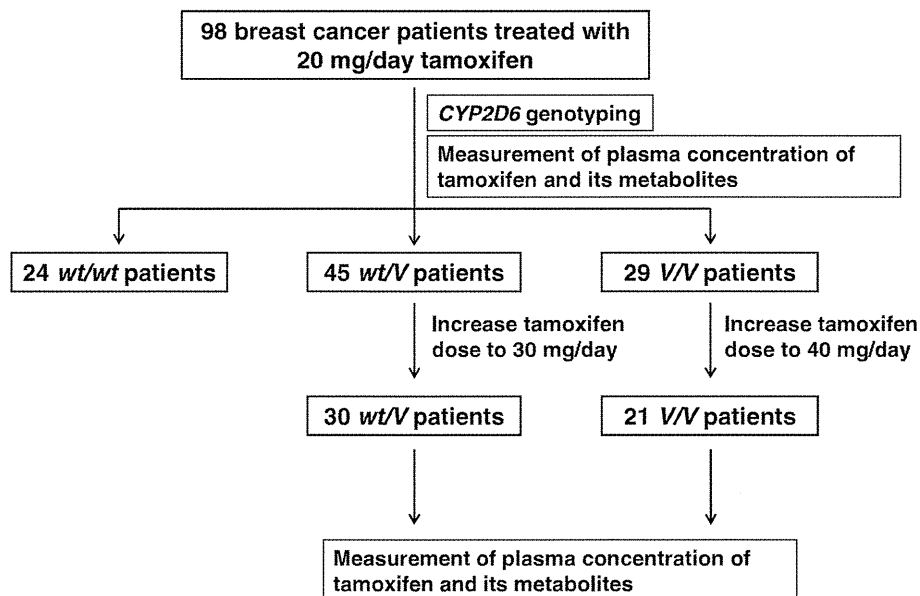 98 breast cancer patients treated with
20 mg/day tamoxifen
CYP2D6 genotyping
Measurement of plasma concentration of
tamoxifen and its metabolites
24 wt/wt patients
45 wt/V patients
29 V/V patients
Increase tamoxifen
dose to 30 mg/day
Increase tamoxifen
dose to 40 mg/day
30 wt/V patients
21 V/V patients
Measurement of plasma concentration of
tamoxifen and its metabolites